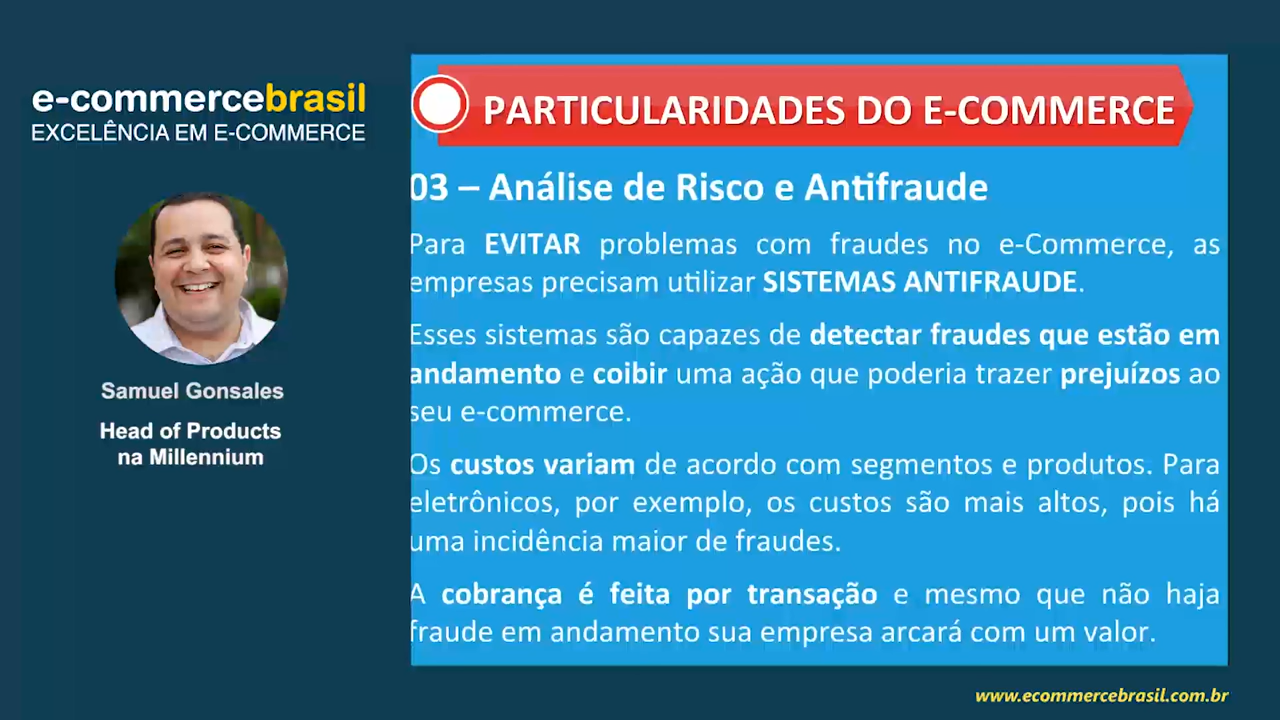 e-commercebrasil
EXCELÊNCIA EM E-COMMERCE
Samuel Gonsales
Head of Products
na Millennium
PARTICULARIDADES DO E-COMMERCE
03 – Análise de Risco e Antifraude
Para EVITAR problemas com fraudes no e-Commerce, as
empresas precisam utilizar SISTEMAS ANTIFRAUDE.
Esses sistemas são capazes de detectar fraudes que estão em
andamento e coibir uma ação que poderia trazer prejuízos ao
seu e-commerce.
Os custos variam de acordo com segmentos e produtos. Para
eletrônicos, por exemplo, os custos são mais altos, pois há
uma incidência maior de fraudes.
A cobrança é feita por transação e mesmo que não haja
fraude em andamento sua empresa arcará com um valor.
www.ecommercebrasil.com.br